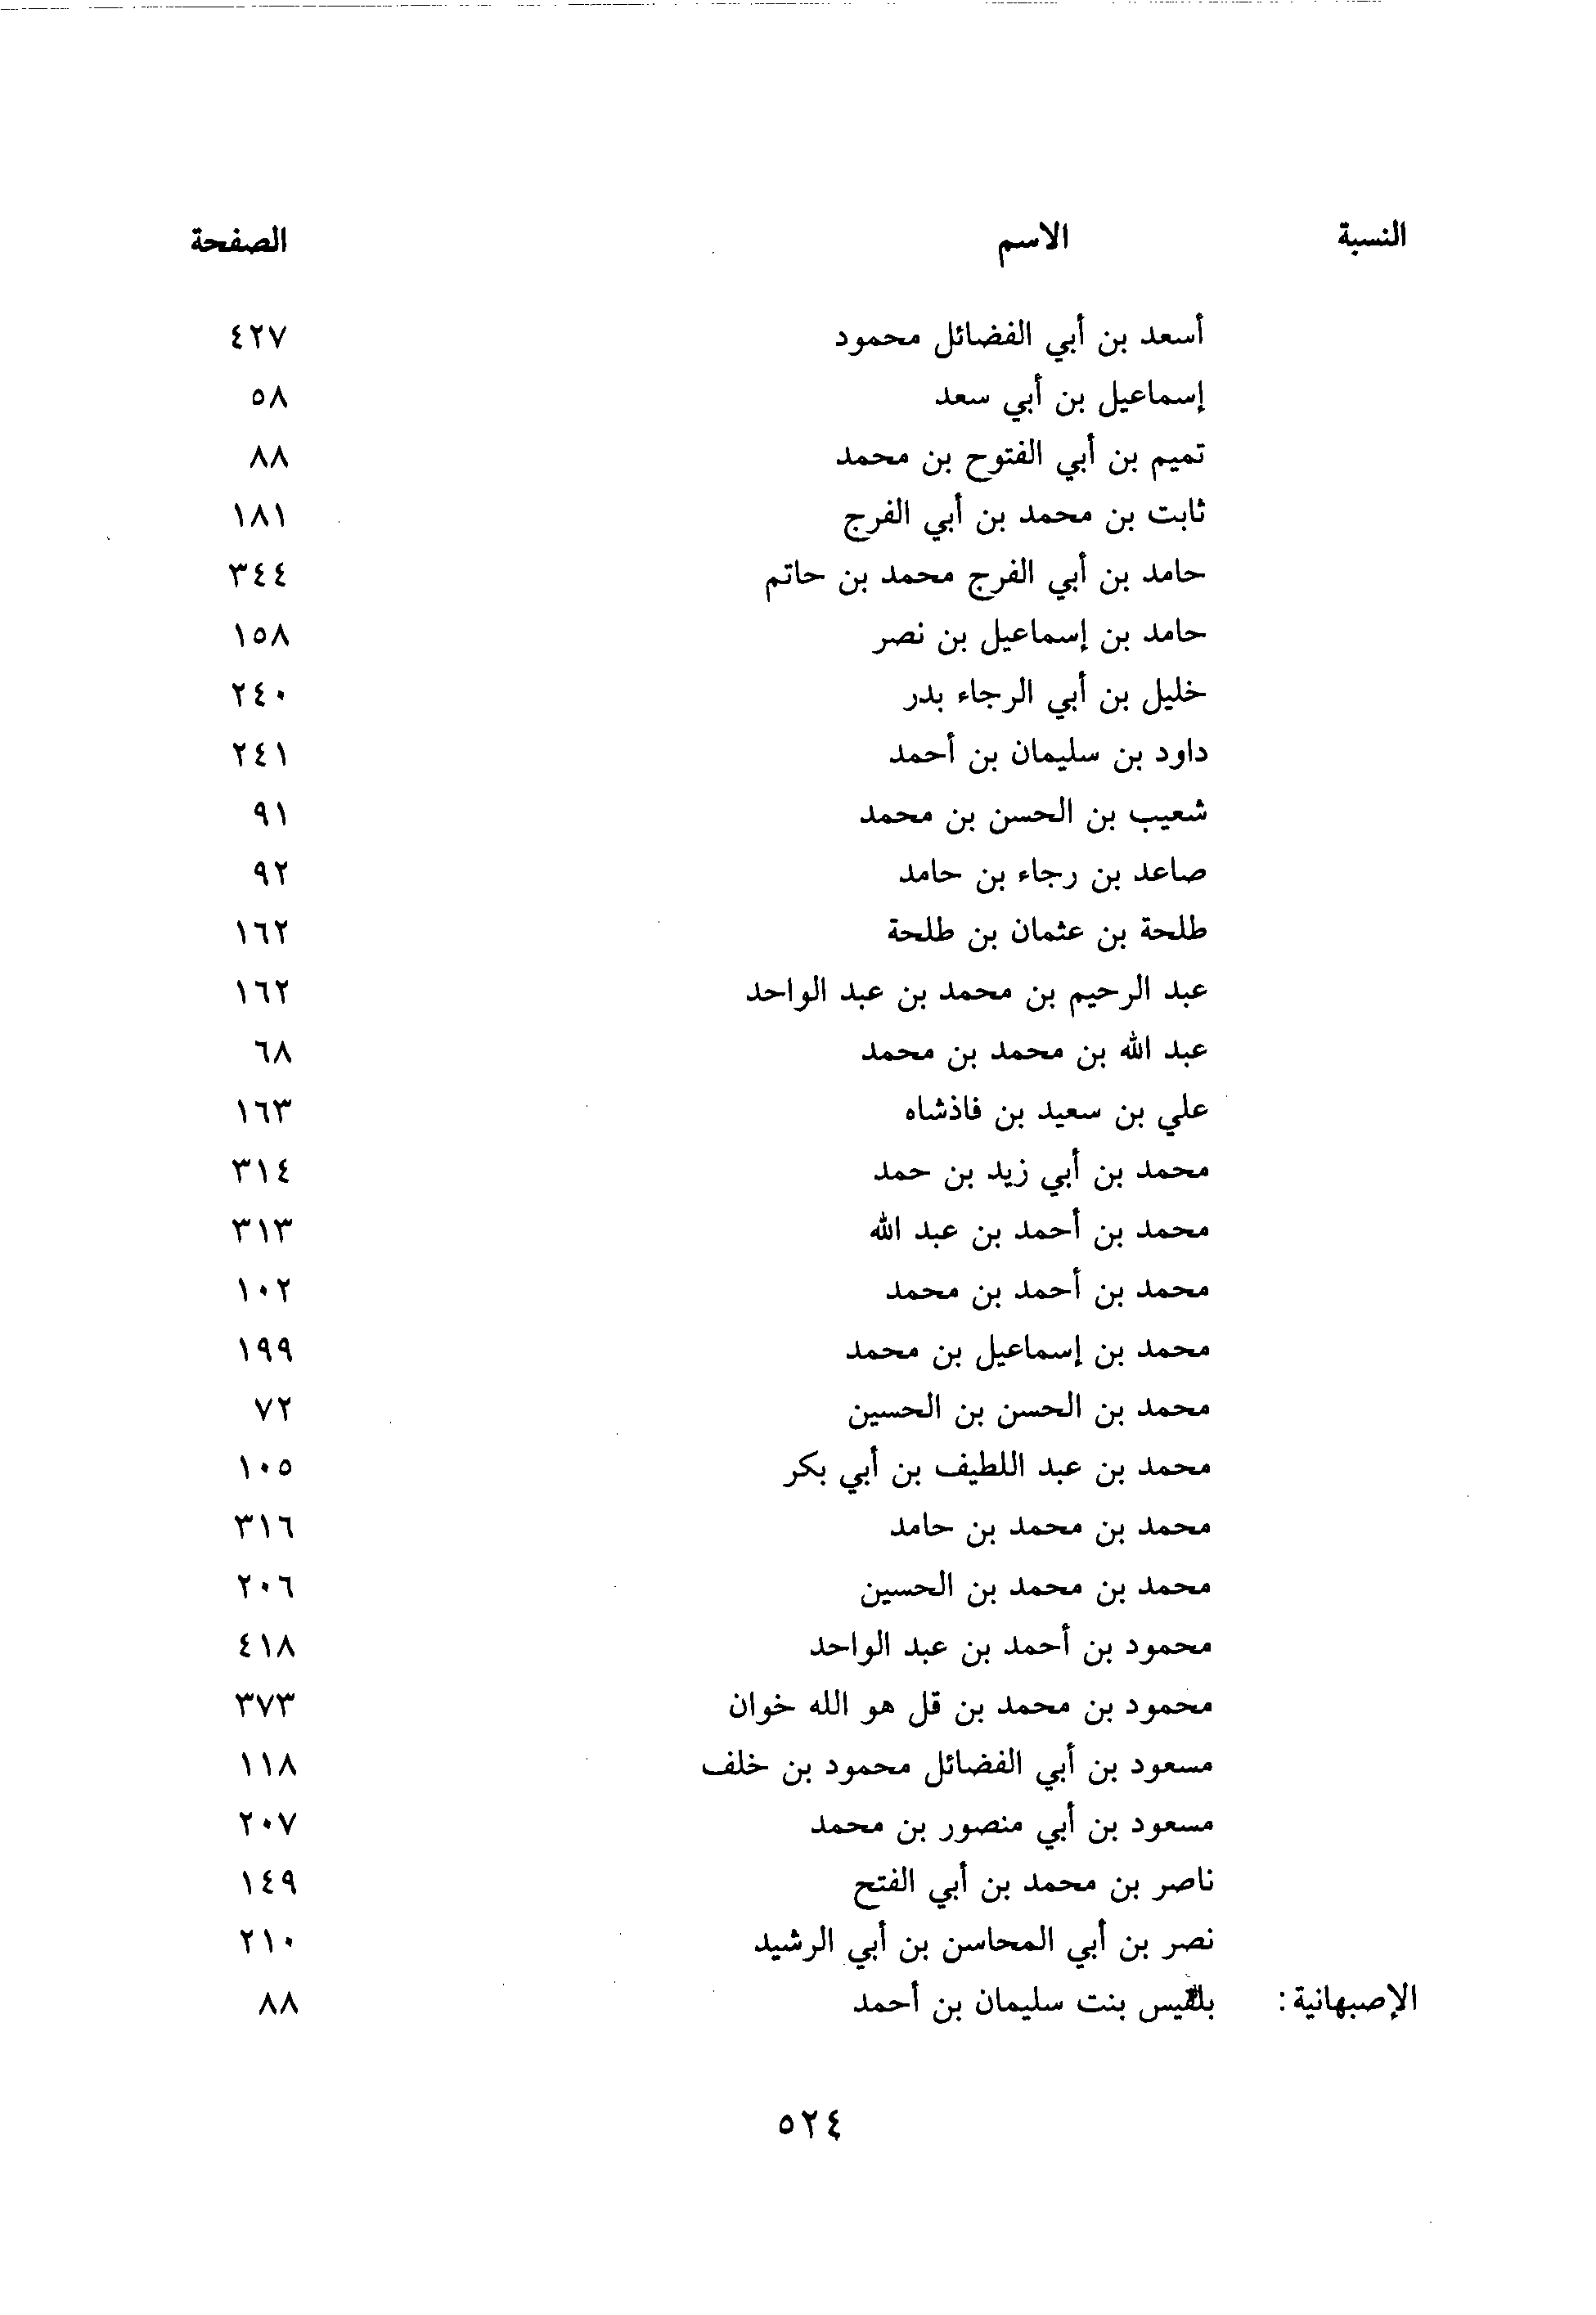 النسبة الاسم الصفحة
أسعد بن أبي الفضائل محمود ٤٢٧
إسماعيل بن أبي سعد ٥٨
تميم بن أبي الفتوح بن محمد ٨٨
ثابت بن محمد بن أبي الفرج ١٨١
حامد بن أبي الفرج محمد بن حاتم ٣٤٤
حامد بن إسماعيل بن نصر ١٥٨
خليل بن أبي الرجاء بدر ٢٤٠
داود بن سليمان بن أحمد ٢٤١
شعيب بن الحسن بن محمد ٩١
صاعد بن رجاء بن حامد ٩٢
طلحة بن عثمان بن طلحة ١٦٢
عبد الرحيم بن محمد بن عبد الواحد ١٦٢
عبد الله بن محمد بن محمد ٦٨
علي بن سعيد بن فاذشاه ١٦٣
محمد بن أبي زيد بن حمد ٣١٤
محمد بن أحمد بن عبد الله ٣١٣
محمد بن أحمد بن محمد ١٠٢
محمد بن إسماعيل بن محمد ١٩٩
محمد بن الحسن بن الحسين ٧٢
محمد بن عبد اللطيف بن أبي بكر ١٠٥
محمد بن محمد بن حامد ٣١٦
محمد بن محمد بن الحسين ٢٠٦
محمود بن أحمد بن عبد الواحد ٤١٨
محمود بن محمد بن قل هو الله خوان ٣٧٣
مسعود بن أبي الفضائل محمود بن خلف ١١٨
مسعود بن أبي منصور بن محمد ٢٠٧
ناصر بن محمد بن أبي الفتح ١٤٩
نصر بن أبي المحاسن بن أبي الرشيد ٢١٠
الإصبهانية: بلقيس بنت سليمان بن أحمد ٨٨
٥٢٤